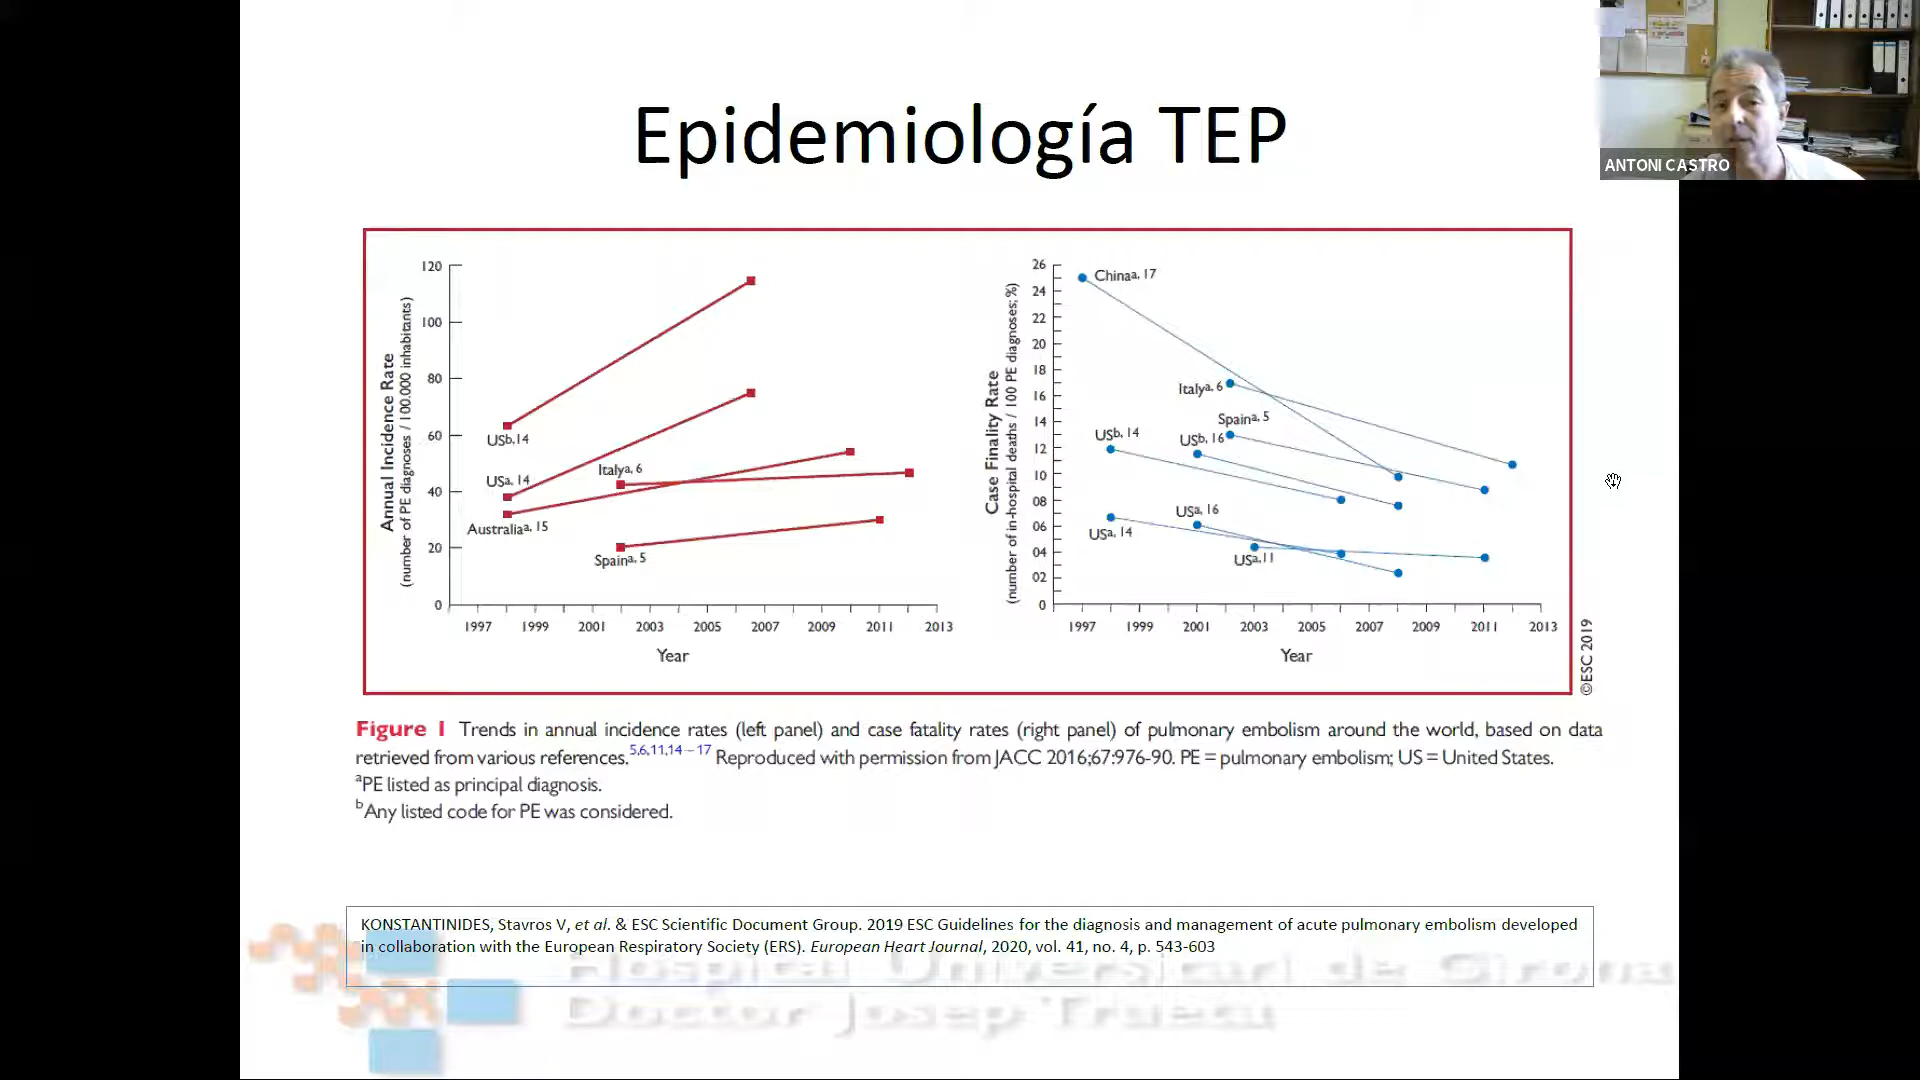 Epidemiología TEP
ANTONI CASTRO
Annual Incidence Rate
(number of PE diagnoses / 100.000 inhabitants)
120
100
80
60
40
20
0
USb,14
USa, 14
Italya, 6
Australiaa, 15
Spaina, 5
1997 1999 2001 2003 2005 2007 2009 2011 2013
Year
Case Finality Rate
(number of in-hospital deaths / 100 PE diagnoses; %)
26
24
22
20
18
16
14
12
10
08
06
04
02
0
Chinaa, 17
Italya, 6
Spaina, 5
USb, 14
USb, 16
USa, 16
USa, 14
USa,11
1997 1999 2001 2003 2005 2007 2009 2011 2013
Year
©ESC 2019
Figure 1 Trends in annual incidence rates (left panel) and case fatality rates (right panel) of pulmonary embolism around the world, based on data
retrieved from various references.5,6,11,14–17 Reproduced with permission from JACC 2016;67:976-90. PE = pulmonary embolism; US = United States.
aPE listed as principal diagnosis.
bAny listed code for PE was considered.
KONSTANTINIDES, Stavros V, et al. & ESC Scientific Document Group. 2019 ESC Guidelines for the diagnosis and management of acute pulmonary embolism developed
in collaboration with the European Respiratory Society (ERS). European Heart Journal, 2020, vol. 41, no. 4, p. 543-603
Hospital Universitari de Girona
Doctor Josep Trueta